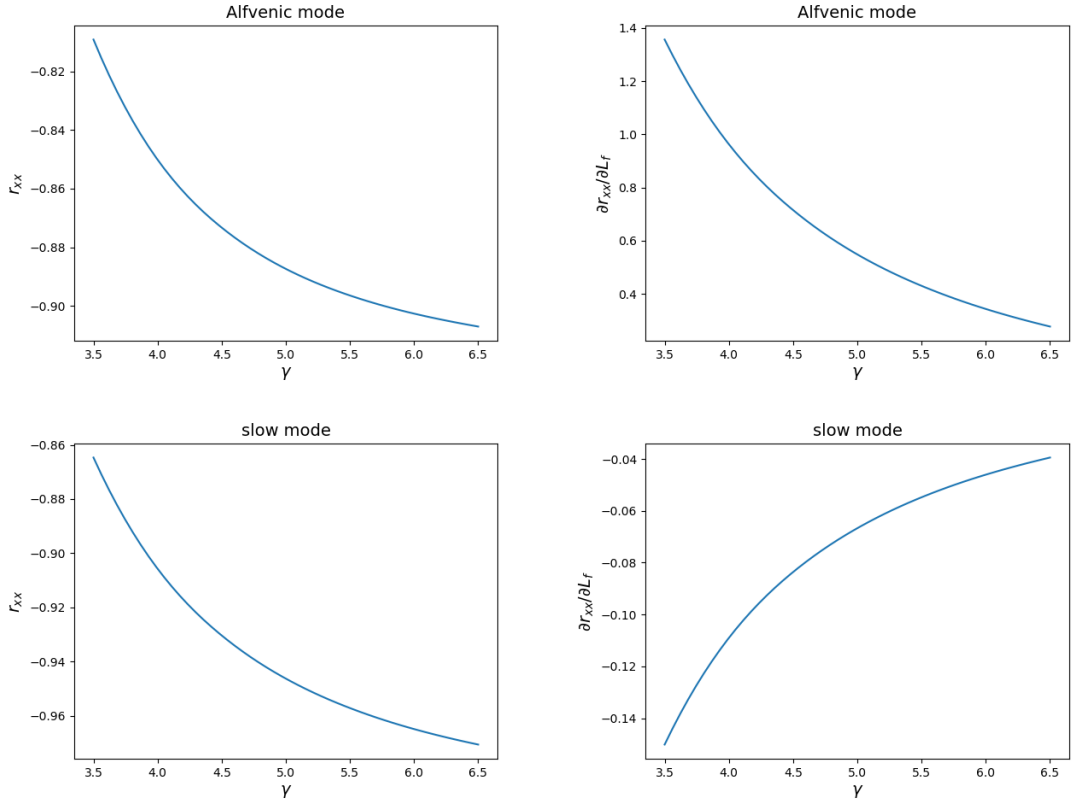 Alfvenic mode
−0.82
−0.84
−0.86
−0.88
−0.90
r_xx
3.5 4.0 4.5 5.0 5.5 6.0 6.5
γ
Alfvenic mode
1.4
1.2
1.0
0.8
0.6
0.4
∂r_xx/∂L_f
3.5 4.0 4.5 5.0 5.5 6.0 6.5
γ
slow mode
−0.86
−0.88
−0.90
−0.92
−0.94
−0.96
r_xx
3.5 4.0 4.5 5.0 5.5 6.0 6.5
γ
slow mode
−0.04
−0.06
−0.08
−0.10
−0.12
−0.14
∂r_xx/∂L_f
3.5 4.0 4.5 5.0 5.5 6.0 6.5
γ